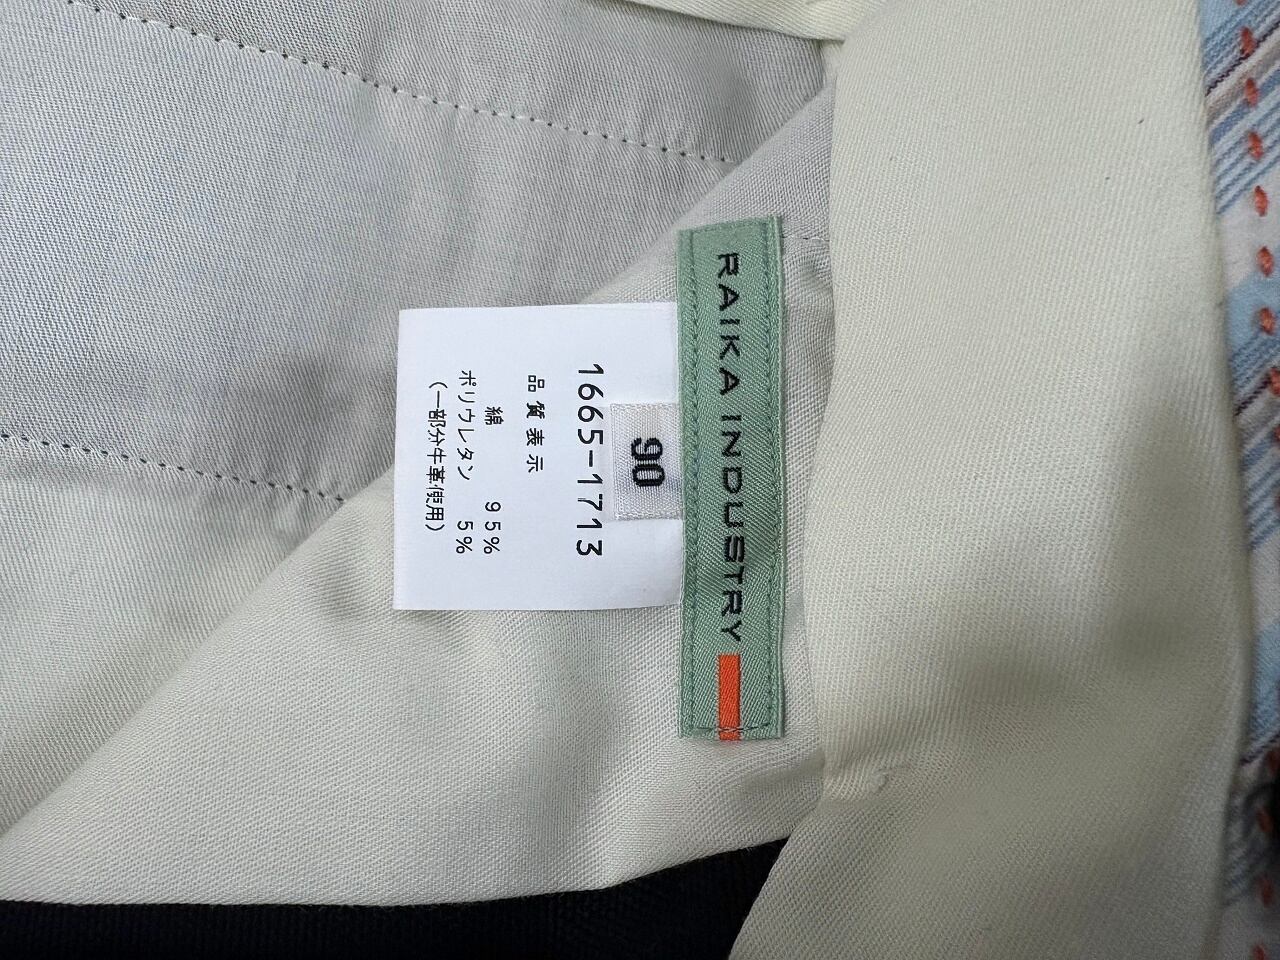 RAIKA INDUSTRY
90
1665-1713
品質表示
綿 95%
ポリウレタン 5%
(一部分牛革使用)